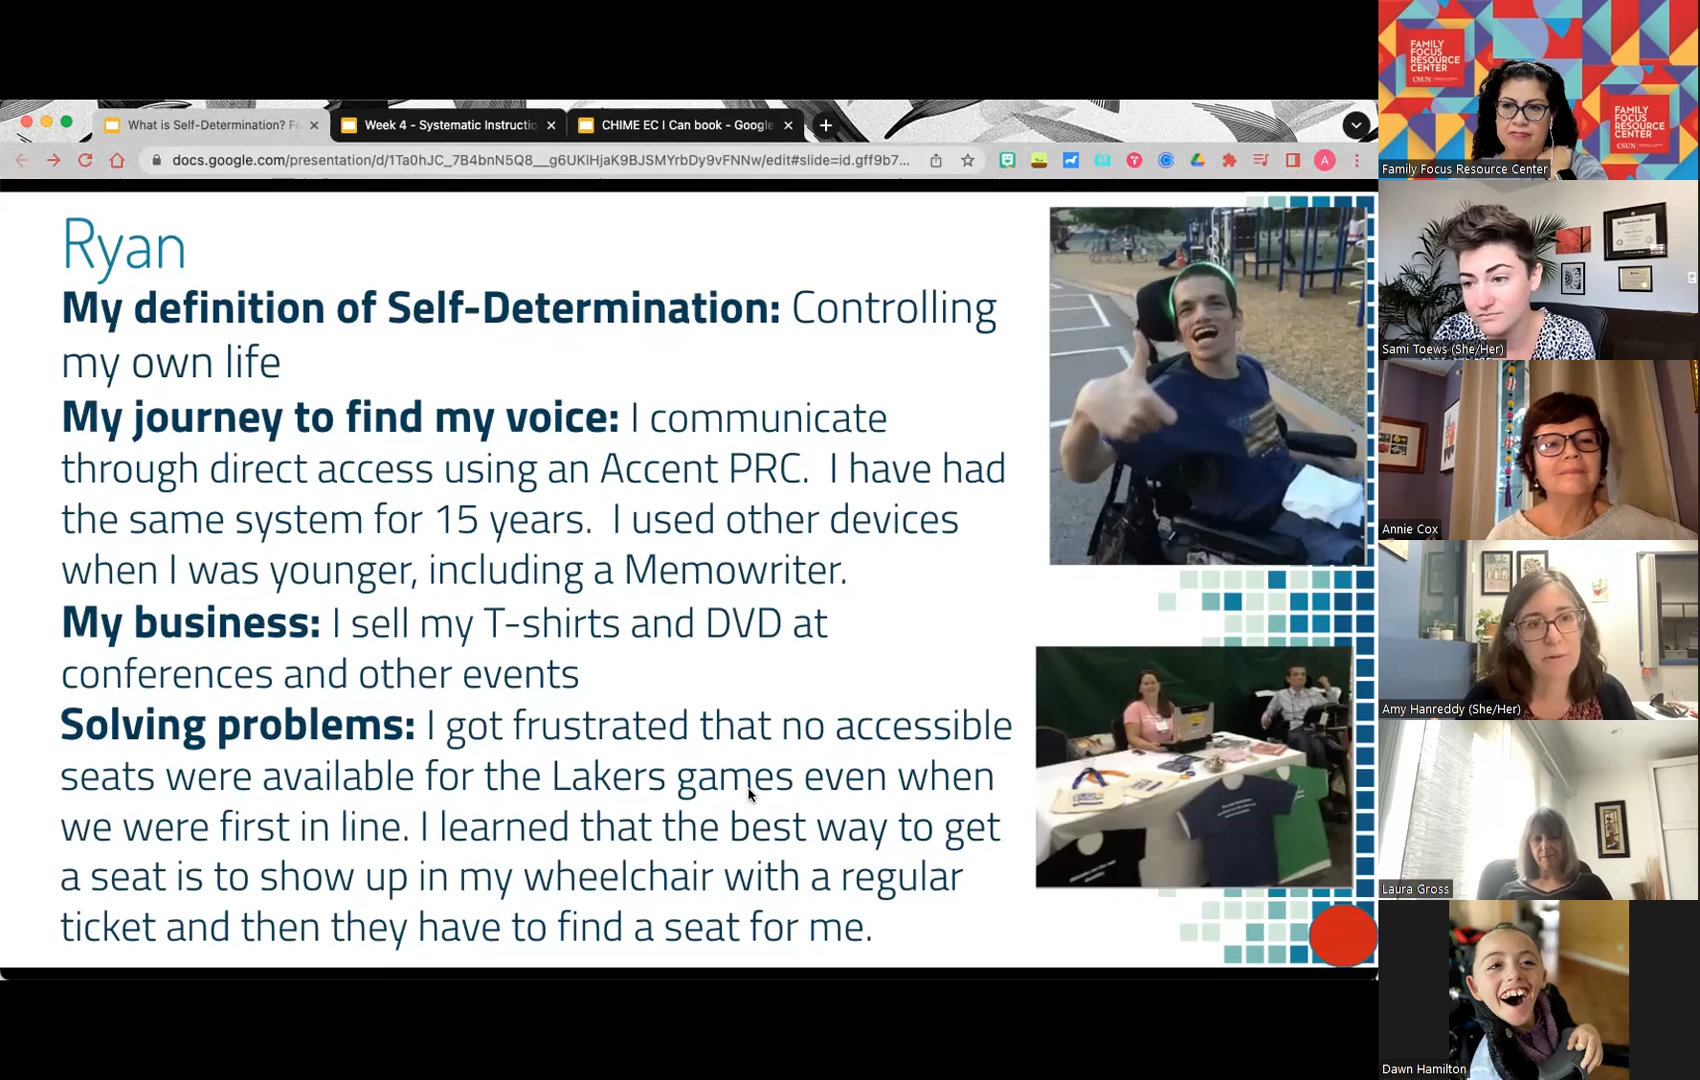 What is Self-Determination? F
Week 4 - Systematic Instructio
CHIME EC I Can book - Google
docs.google.com/presentation/d/1Ta0hJC_7B4bnN5Q8__g6UKlHjaK9BJSMYrbDy9vFNNw/edit#slide=id.gff9b7...
A
Ryan
My definition of Self-Determination: Controlling
my own life
My journey to find my voice: I communicate
through direct access using an Accent PRC. I have had
the same system for 15 years. I used other devices
when I was younger, including a Memowriter.
My business: I sell my T-shirts and DVD at
conferences and other events
Solving problems: I got frustrated that no accessible
seats were available for the Lakers games even when
we were first in line. I learned that the best way to get
a seat is to show up in my wheelchair with a regular
ticket and then they have to find a seat for me.
FAMILY
FOCUS
RESOURCE
CENTER
CSUN
FAMILY
FOCUS
RESOURCE
CENTER
CSUN
Family Focus Resource Center
Sami Toews (She/Her)
Annie Cox
Amy Hanreddy (She/Her)
Laura Gross
Dawn Hamilton